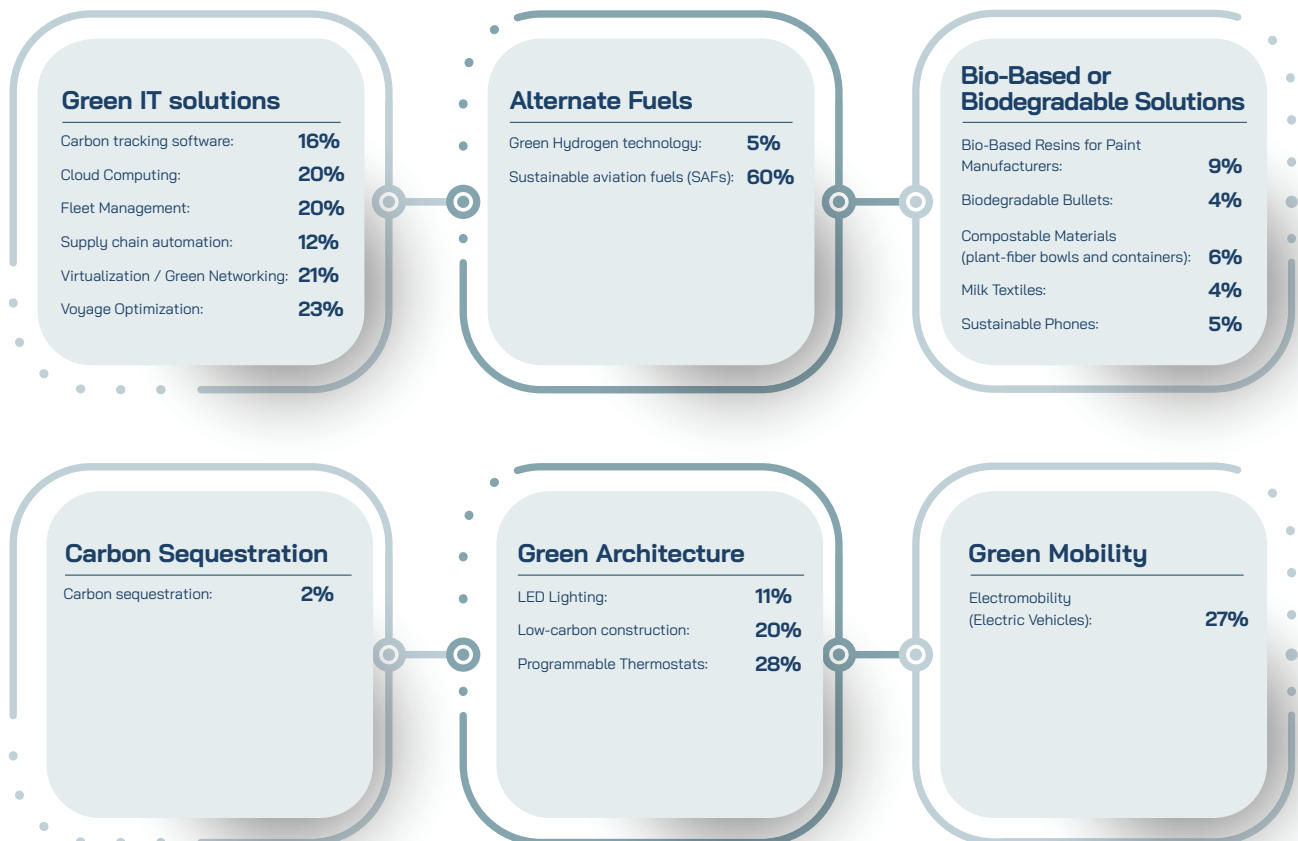 Green IT solutions
Carbon tracking software: 16%
Cloud Computing: 20%
Fleet Management: 20%
Supply chain automation: 12%
Virtualization / Green Networking: 21%
Voyage Optimization: 23%
Alternate Fuels
Green Hydrogen technology: 5%
Sustainable aviation fuels (SAFs): 60%
Bio-Based or
Biodegradable Solutions
Bio-Based Resins for Paint
Manufacturers: 9%
Biodegradable Bullets: 4%
Compostable Materials
(plant-fiber bowls and containers): 6%
Milk Textiles: 4%
Sustainable Phones: 5%
Carbon Sequestration
Carbon sequestration: 2%
Green Architecture
LED Lighting: 11%
Low-carbon construction: 20%
Programmable Thermostats: 28%
Green Mobility
Electromobility
(Electric Vehicles): 27%